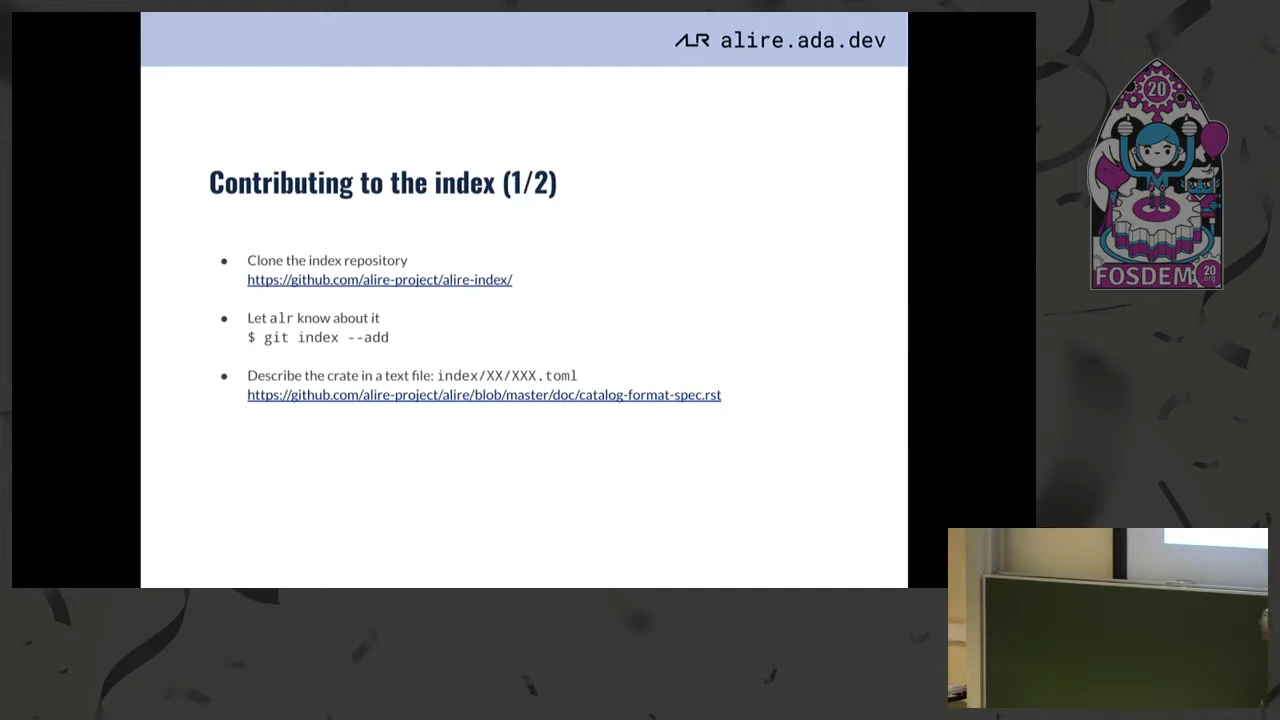 ALR alire.ada.dev
Contributing to the index (1/2)
● Clone the index repository
https://github.com/alire-project/alire-index/
● Let alr know about it
$ git index --add
● Describe the crate in a text file: index/XX/XXX.toml
https://github.com/alire-project/alire/blob/master/doc/catalog-format-spec.rst
20
FOSDEM
20
.org